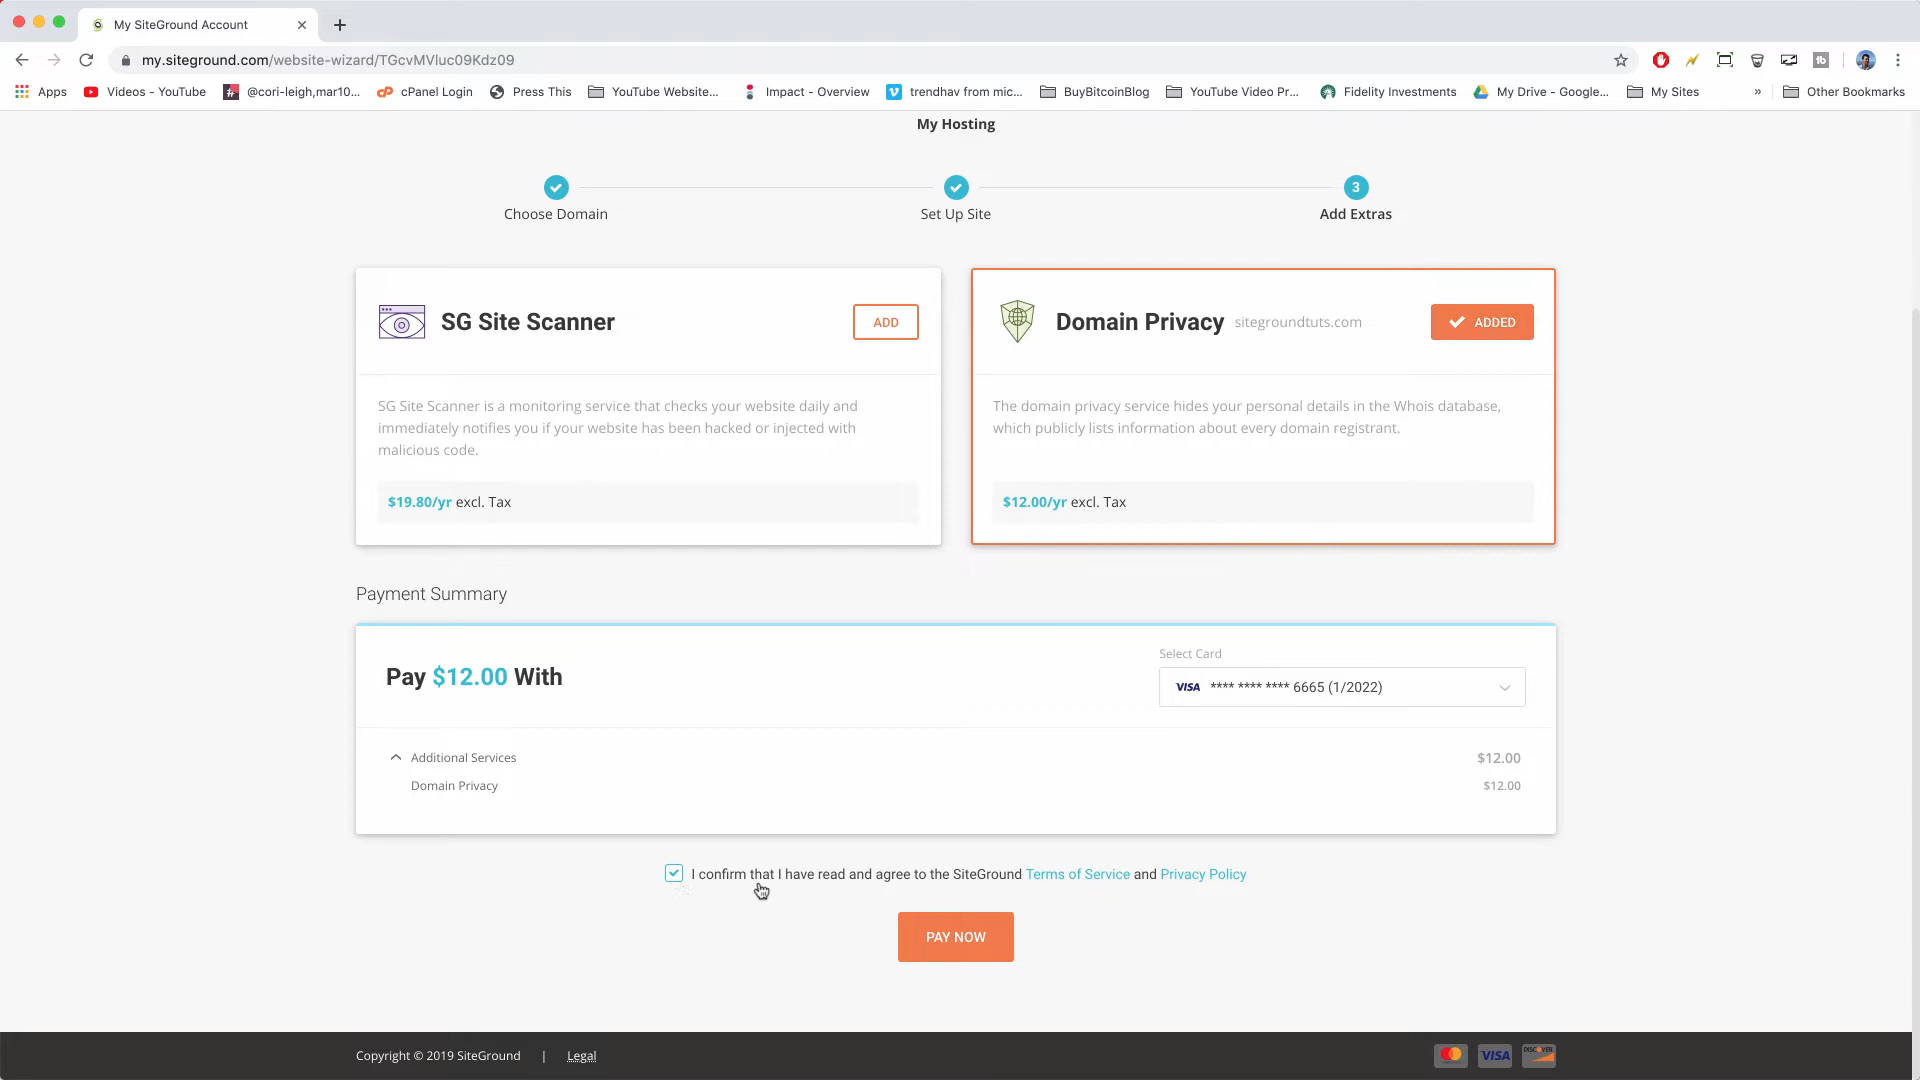 My SiteGround Account
my.siteground.com/website-wizard/TGcvMVluc09Kdz09
Apps Videos - YouTube @cori-leigh,mar10... cPanel Login Press This YouTube Website... Impact - Overview trendhav from mic... BuyBitcoinBlog YouTube Video Pr... Fidelity Investments My Drive - Google... My Sites » Other Bookmarks
My Hosting
3
Choose Domain Set Up Site Add Extras
SG Site Scanner ADD
SG Site Scanner is a monitoring service that checks your website daily and
immediately notifies you if your website has been hacked or injected with
malicious code.
$19.80/yr excl. Tax
Domain Privacy sitegroundtuts.com ADDED
The domain privacy service hides your personal details in the Whois database,
which publicly lists information about every domain registrant.
$12.00/yr excl. Tax
Payment Summary
Pay $12.00 With
Select Card
VISA **** **** **** 6665 (1/2022)
Additional Services $12.00
Domain Privacy $12.00
I confirm that I have read and agree to the SiteGround Terms of Service and Privacy Policy
PAY NOW
Copyright © 2019 SiteGround | Legal
VISA DISCOVER